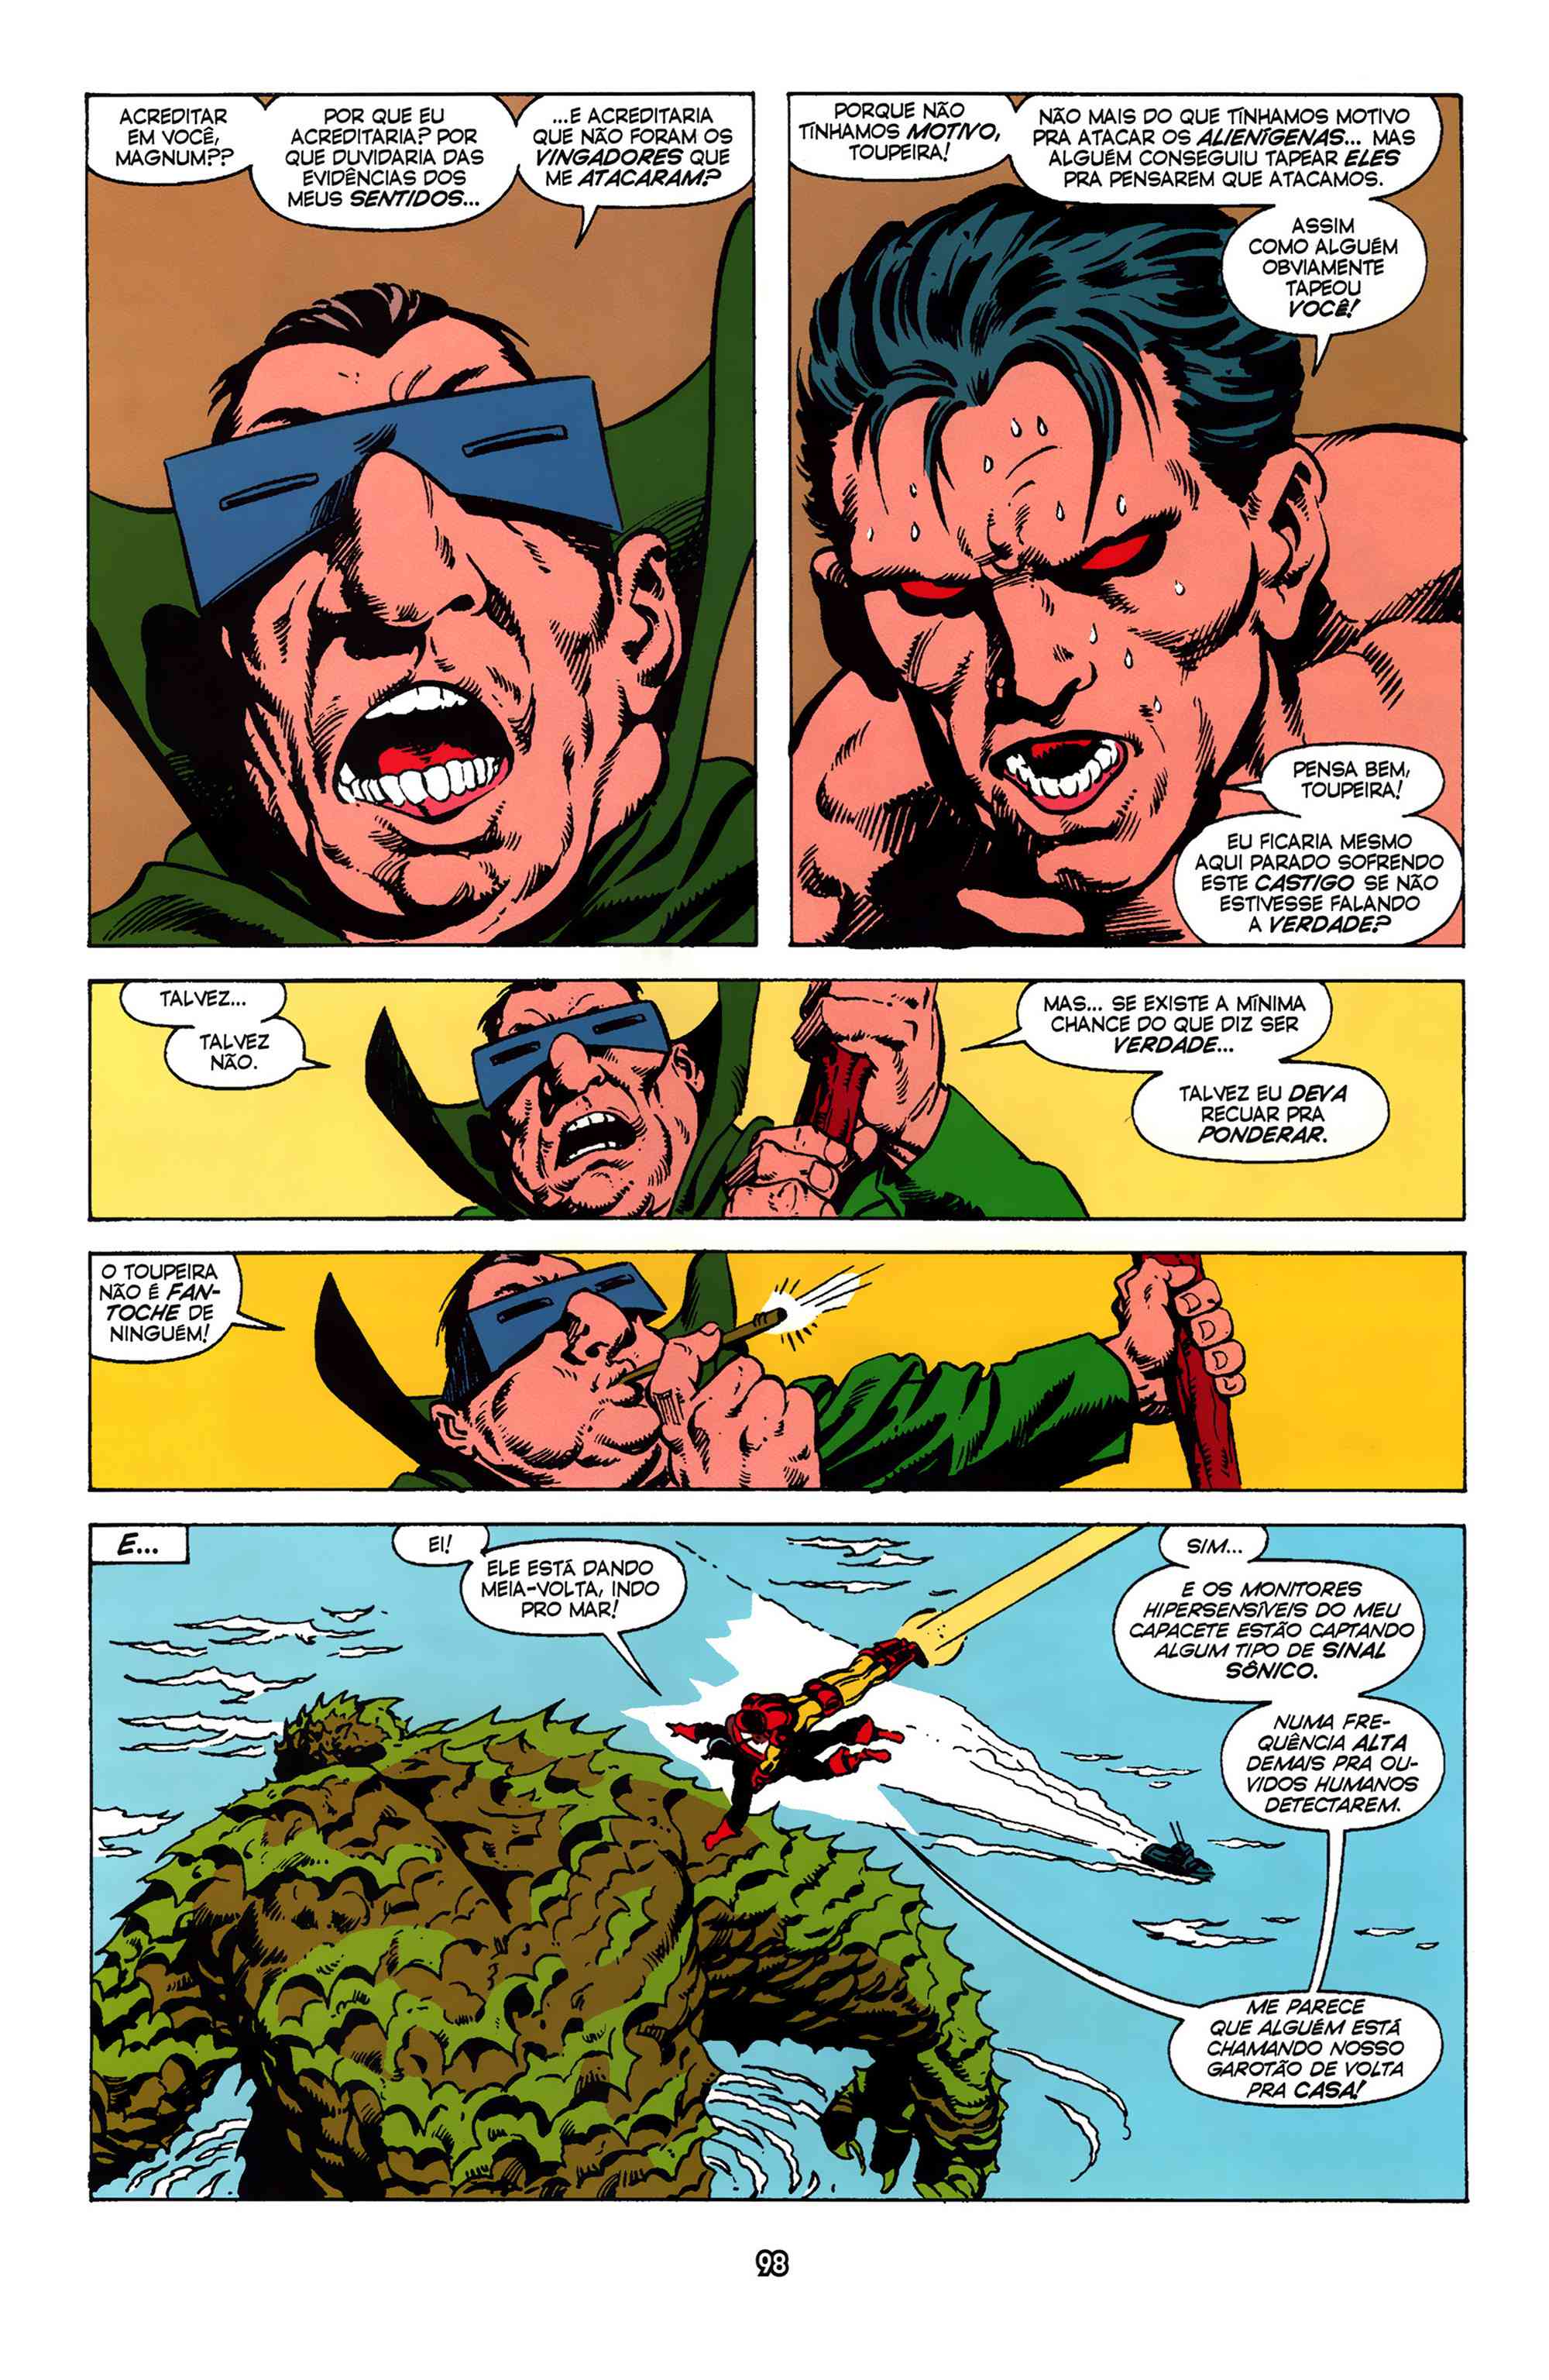 ACREDITAR
EM VOCÊ,
MAGNUM??
POR QUE EU
ACREDITARIA? POR
QUE DUVIDARIA DAS
EVIDÊNCIAS DOS
MEUS SENTIDOS...
...E ACREDITARIA
QUE NÃO FORAM OS
VINGADORES QUE
ME ATACARAM?
PORQUE NÃO
TÍNHAMOS MOTIVO,
TOUPEIRA!
NÃO MAIS DO QUE TÍNHAMOS MOTIVO
PRA ATACAR OS ALIENÍGENAS... MAS
ALGUÉM CONSEGUIU TAPEAR ELES
PRA PENSAREM QUE ATACAMOS.
ASSIM
COMO ALGUÉM
OBVIAMENTE
TAPEOU
VOCÊ!
PENSA BEM,
TOUPEIRA!
EU FICARIA MESMO
AQUI PARADO SOFRENDO
ESTE CASTIGO SE NÃO
ESTIVESSE FALANDO
A VERDADE?
TALVEZ...
TALVEZ
NÃO.
MAS... SE EXISTE A MÍNIMA
CHANCE DO QUE DIZ SER
VERDADE...
TALVEZ EU DEVA
RECUAR PRA
PONDERAR.
O TOUPEIRA
NÃO É FAN-
TOCHE DE
NINGUÉM!
E...
EI!
ELE ESTÁ DANDO
MEIA-VOLTA, INDO
PRO MAR!
SIM...
E OS MONITORES
HIPERSENSÍVEIS DO MEU
CAPACETE ESTÃO CAPTANDO
ALGUM TIPO DE SINAL
SÔNICO.
NUMA FRE-
QUÊNCIA ALTA
DEMAIS PRA OU-
VIDOS HUMANOS
DETECTAREM.
ME PARECE
QUE ALGUÉM ESTÁ
CHAMANDO NOSSO
GAROTÃO DE VOLTA
PRA CASA!
98